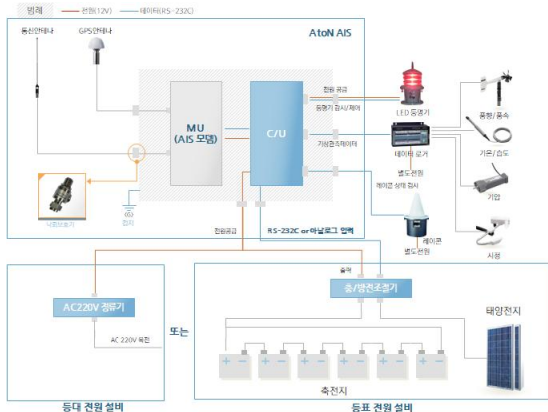 범례
전원(12V)
데이터(RS-232C)
통신안테나
GPS안테나
AtoN AIS
MU
(AIS 모뎀)
C/U
전원 공급
등명기 감시/제어
LED 등명기
기상관측데이터
데이터 로거
별도전원
레이콘 상태 감시
레이콘
별도전원
풍향/풍속
기온/습도
기압
시정
낙뢰보호기
접지
RS-232C or 아날로그 입력
전원공급
출력
AC220V 정류기
AC 220V 육전
등대 전원 설비
또는
충/방전조절기
태양전지
+ -
+ -
+ -
+ -
+ -
+ -
축전지
등표 전원 설비